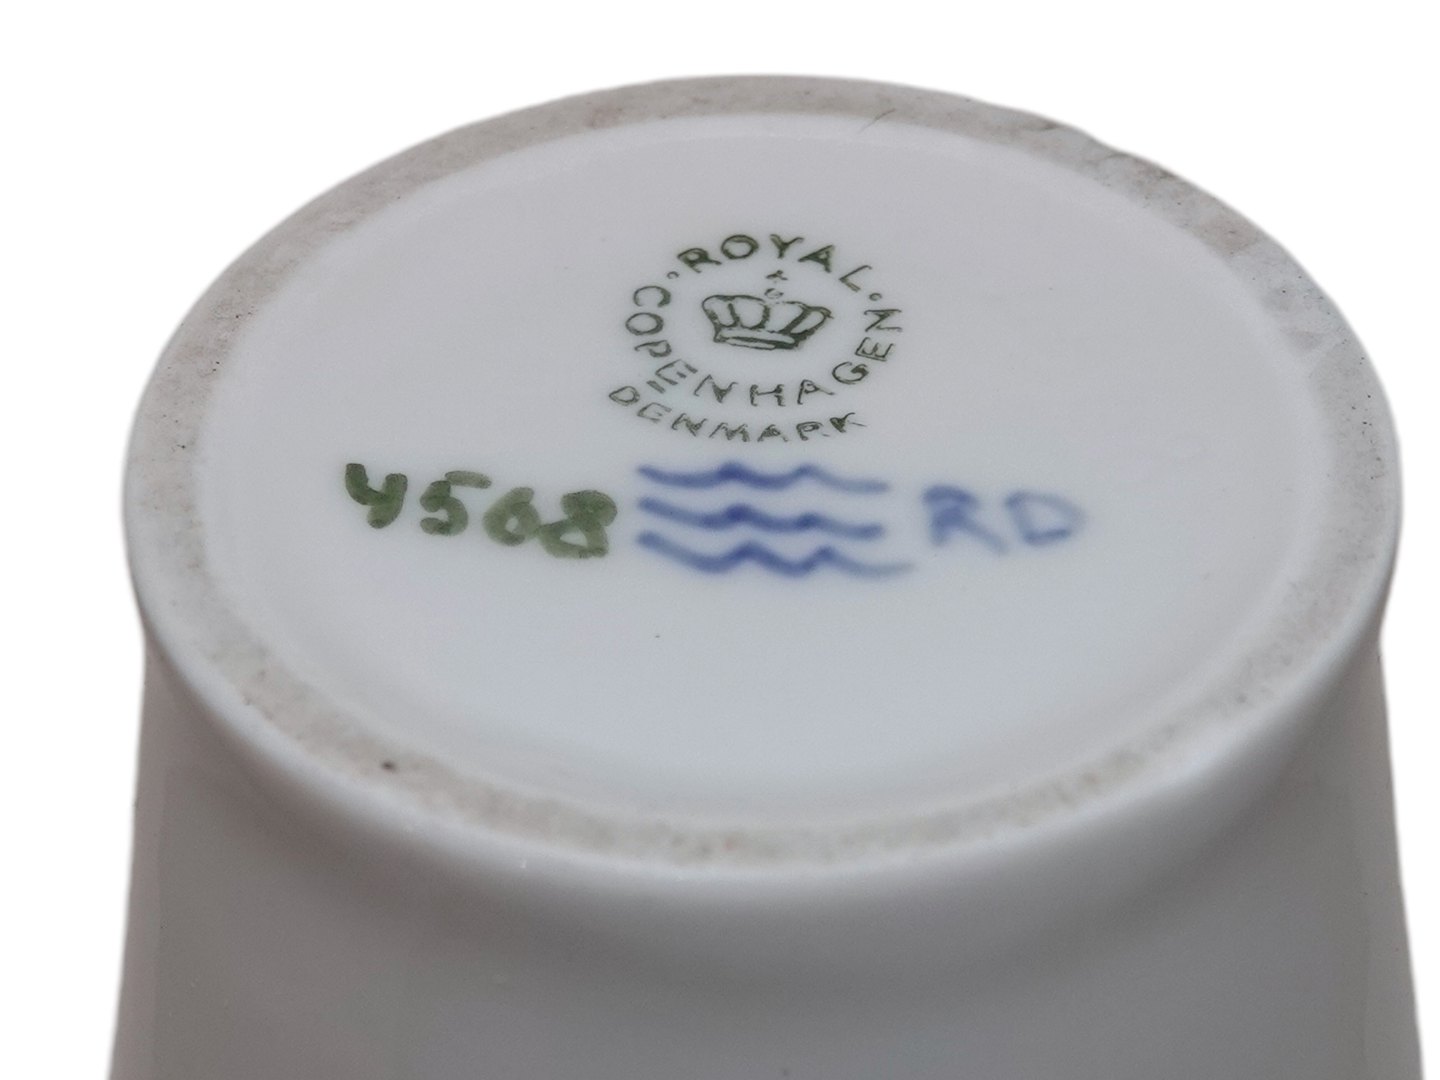 ROYAL
COPENHAGEN
DENMARK
4568 RD